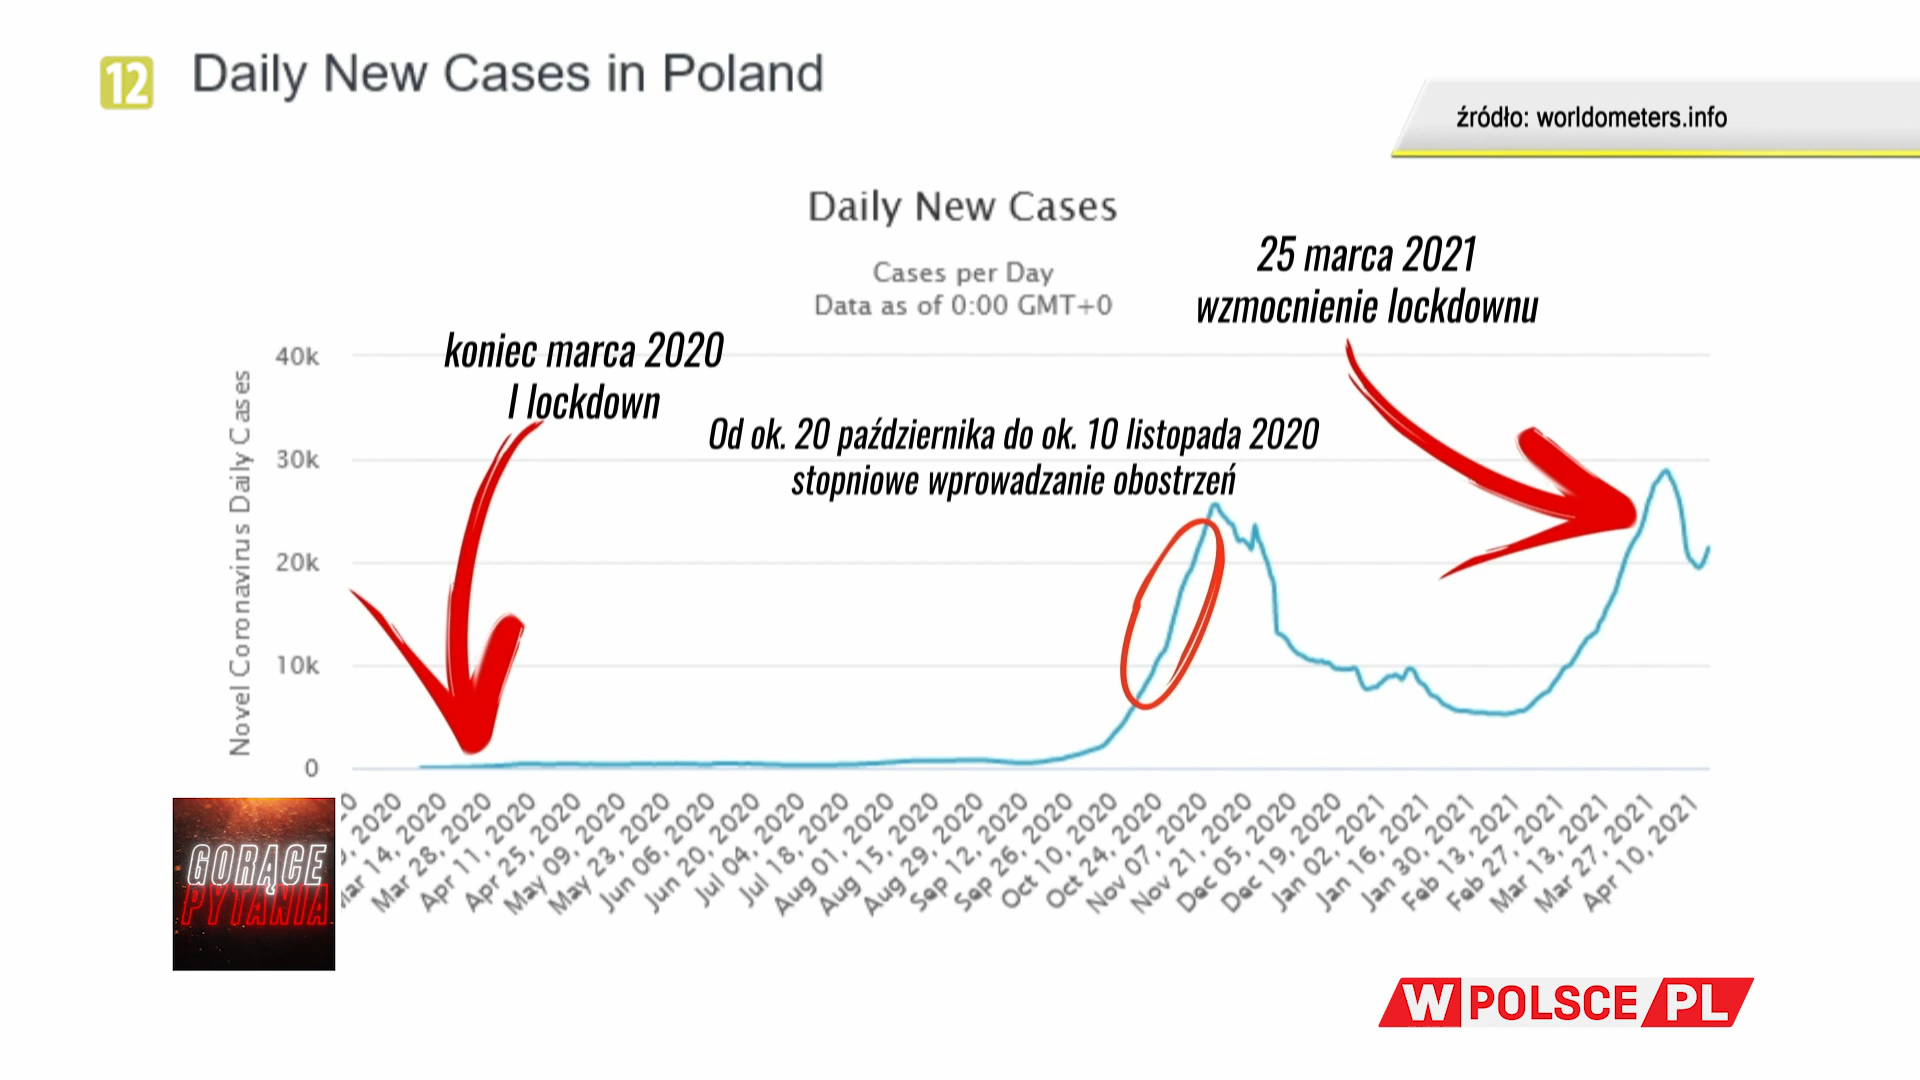 12
Daily New Cases in Poland
źródło: worldometers.info
Daily New Cases
Cases per Day
Data as of 0:00 GMT+0
25 marca 2021
wzmocnienie lockdownu
koniec marca 2020
I lockdown
Od ok. 20 października do ok. 10 listopada 2020
stopniowe wprowadzanie obostrzeń
Novel Coronavirus Daily Cases
40k
30k
20k
10k
0
2020
Mar 14, 2020
Mar 28, 2020
Apr 11, 2020
Apr 25, 2020
May 09, 2020
May 23, 2020
Jun 06, 2020
Jun 20, 2020
Jul 04, 2020
Jul 18, 2020
Aug 01, 2020
Aug 15, 2020
Aug 29, 2020
Sep 12, 2020
Sep 26, 2020
Oct 10, 2020
Oct 24, 2020
Nov 07, 2020
Nov 21, 2020
Dec 05, 2020
Dec 19, 2020
Jan 02, 2021
Jan 16, 2021
Jan 30, 2021
Feb 13, 2021
Feb 27, 2021
Mar 13, 2021
Mar 27, 2021
Apr 10, 2021
GORĄCE
PYTANIA
W POLSCE PL